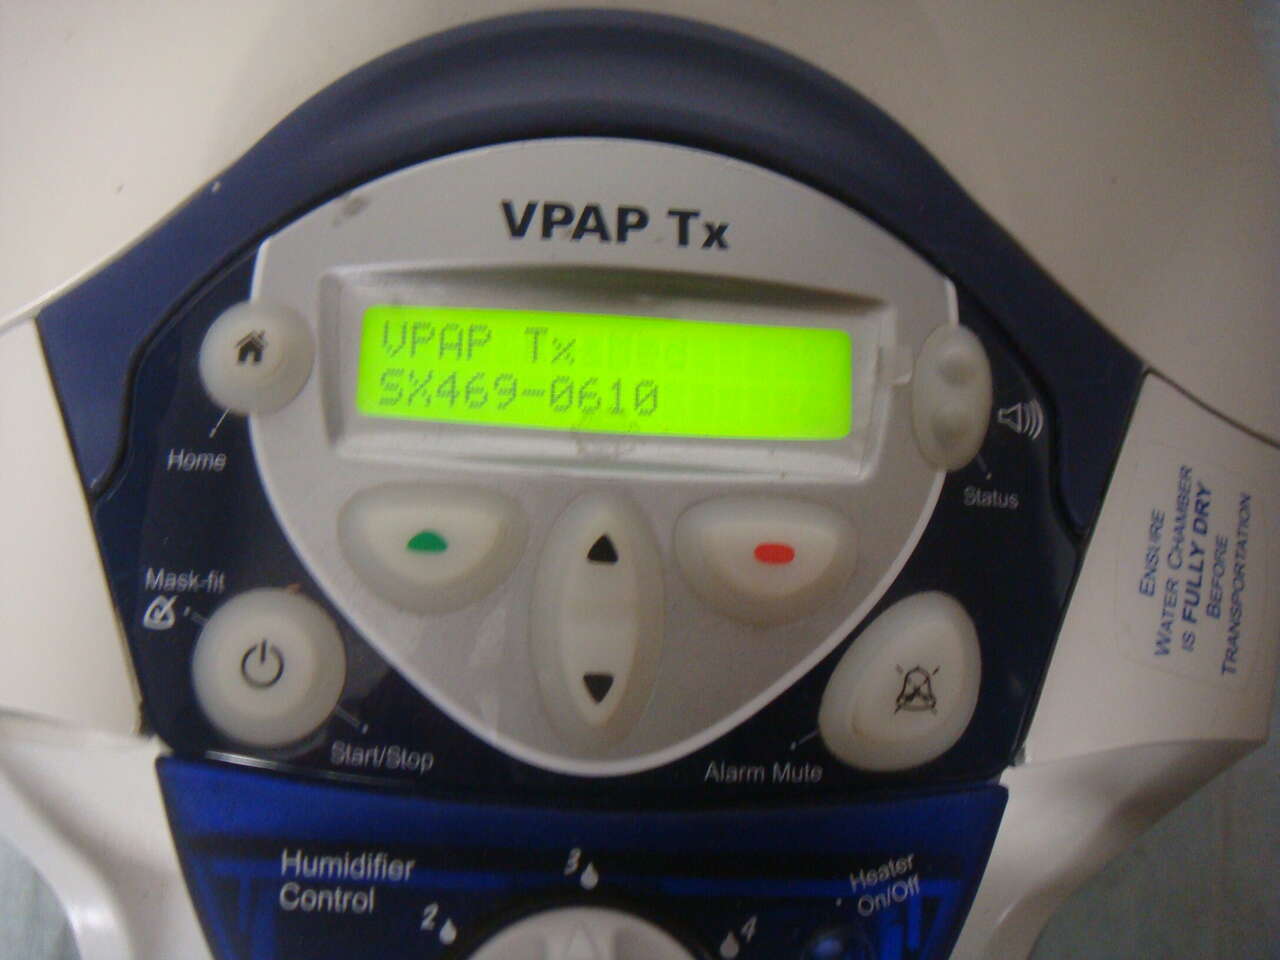 VPAP Tx
VPAP Tx
SX469-0610
Home
Status
Mask-fit
Start/Stop
Alarm Mute
ENSURE
WATER CHAMBER
IS FULLY DRY
BEFORE
TRANSPORTATION
Humidifier
Control
2
3
4
Heater
On/Off